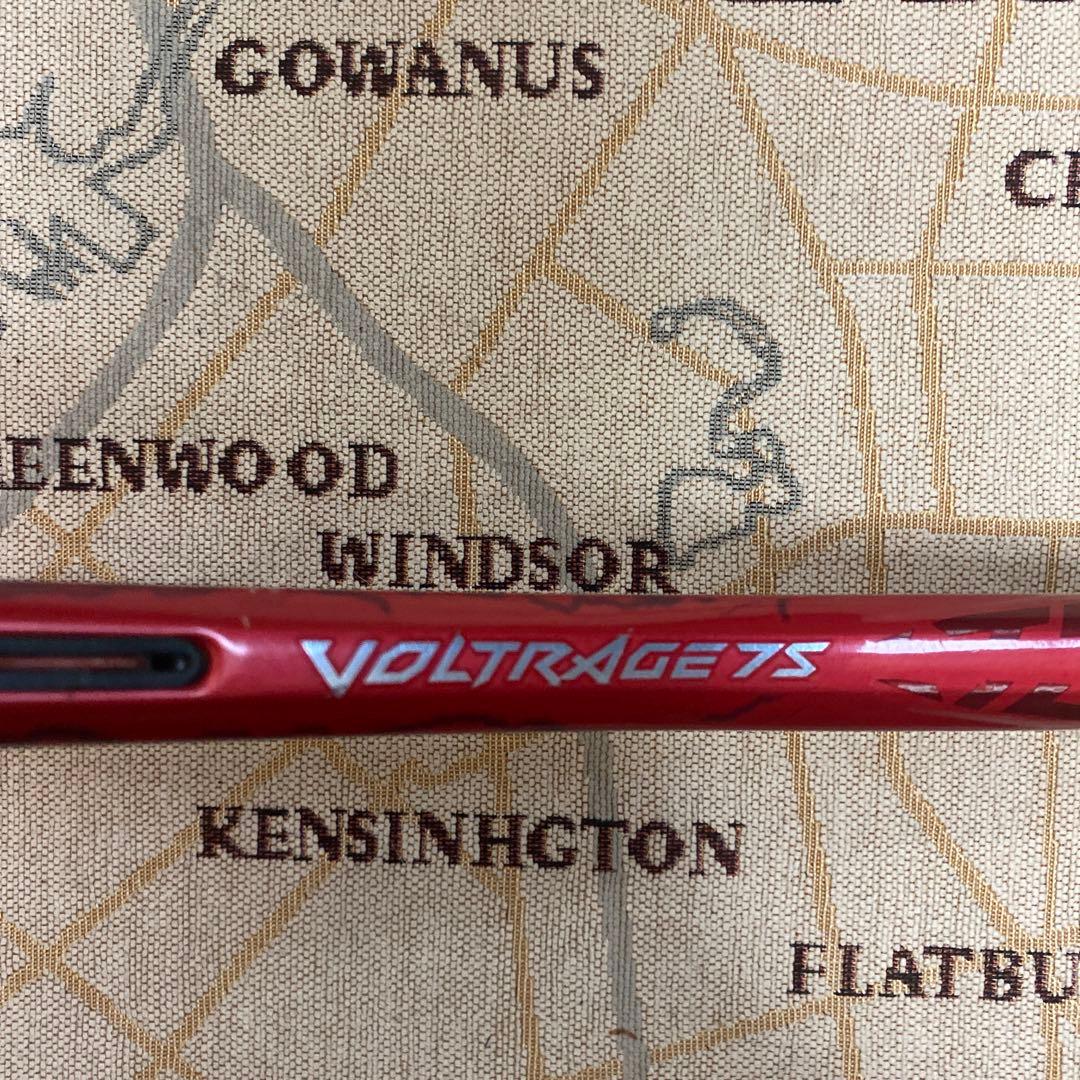 GOWANUS
EENWOOD
WINDSOR
VOLTRAGE 7S
KENSINHGTON
FLATBU